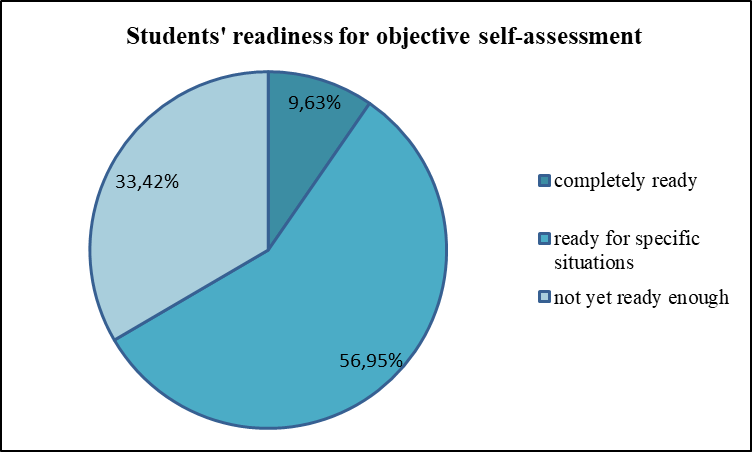 Students' readiness for objective self-assessment
9,63%
33,42%
56,95%
completely ready
ready for specific
situations
not yet ready enough